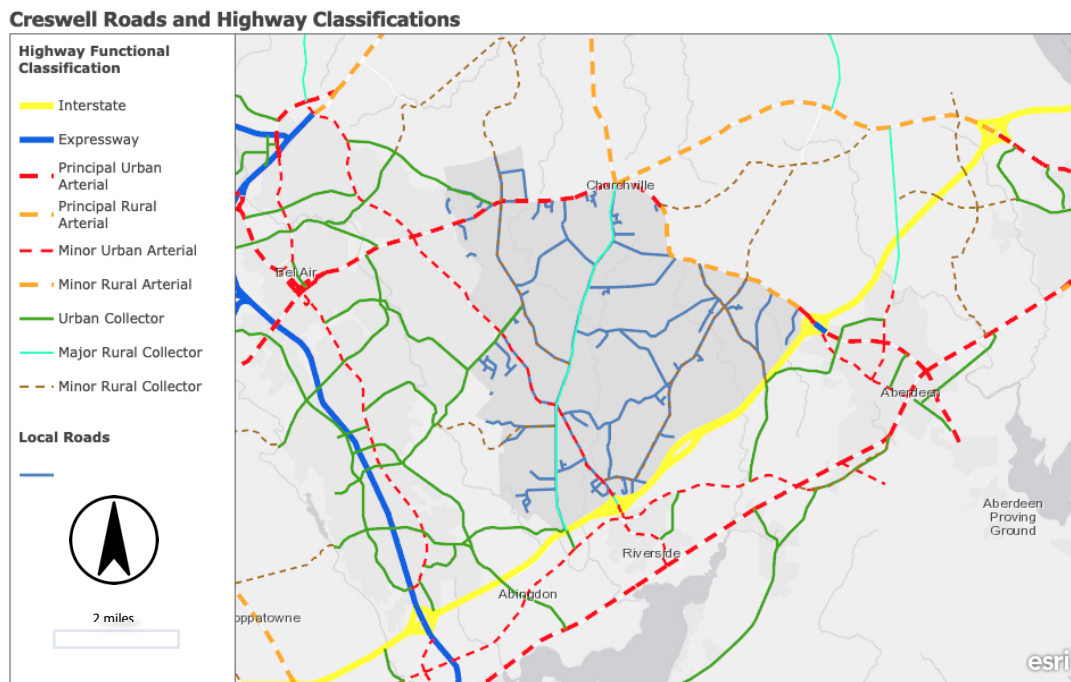 Creswell Roads and Highway Classifications
Highway Functional
Classification
Interstate
Expressway
Principal Urban
Arterial
Principal Rural
Arterial
Minor Urban Arterial
Minor Rural Arterial
Urban Collector
Major Rural Collector
Minor Rural Collector
Local Roads
2 miles
Churchville
Bel Air
Aberdeen
Aberdeen
Proving
Ground
Riverside
Abingdon
oppatowne
esri